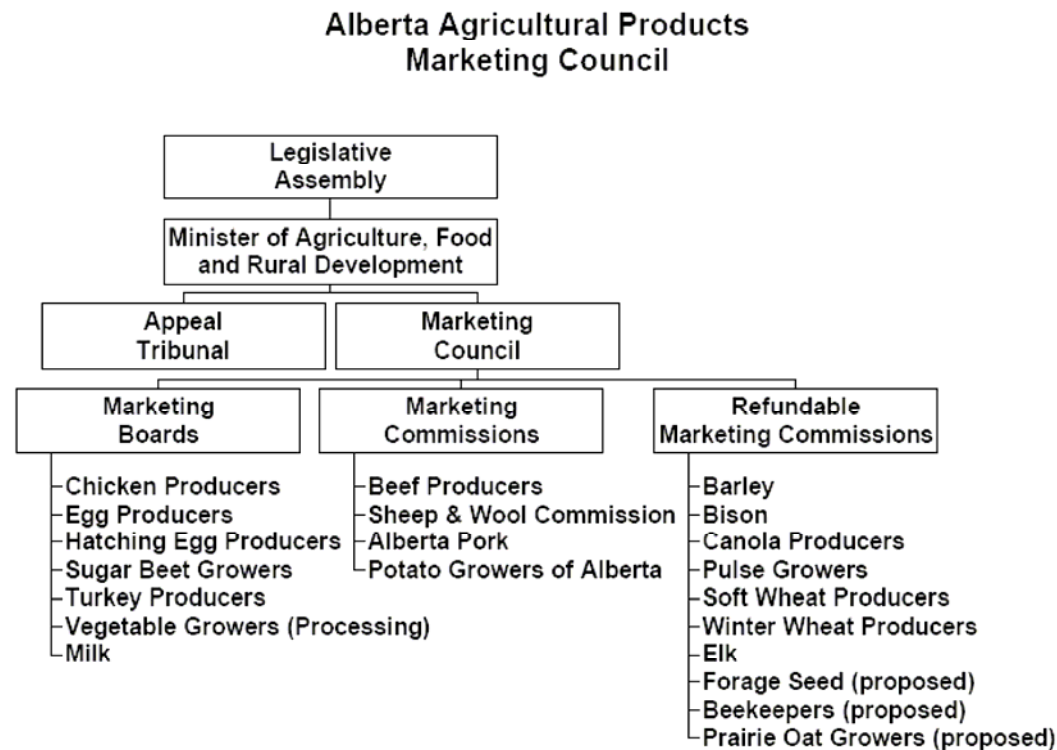 Alberta Agricultural Products
Marketing Council
Legislative
Assembly
Minister of Agriculture, Food
and Rural Development
Appeal
Tribunal
Marketing
Council
Marketing
Boards
Chicken Producers
Egg Producers
Hatching Egg Producers
Sugar Beet Growers
Turkey Producers
Vegetable Growers (Processing)
Milk
Marketing
Commissions
Beef Producers
Sheep & Wool Commission
Alberta Pork
Potato Growers of Alberta
Refundable
Marketing Commissions
Barley
Bison
Canola Producers
Pulse Growers
Soft Wheat Producers
Winter Wheat Producers
Elk
Forage Seed (proposed)
Beekeepers (proposed)
Prairie Oat Growers (proposed)